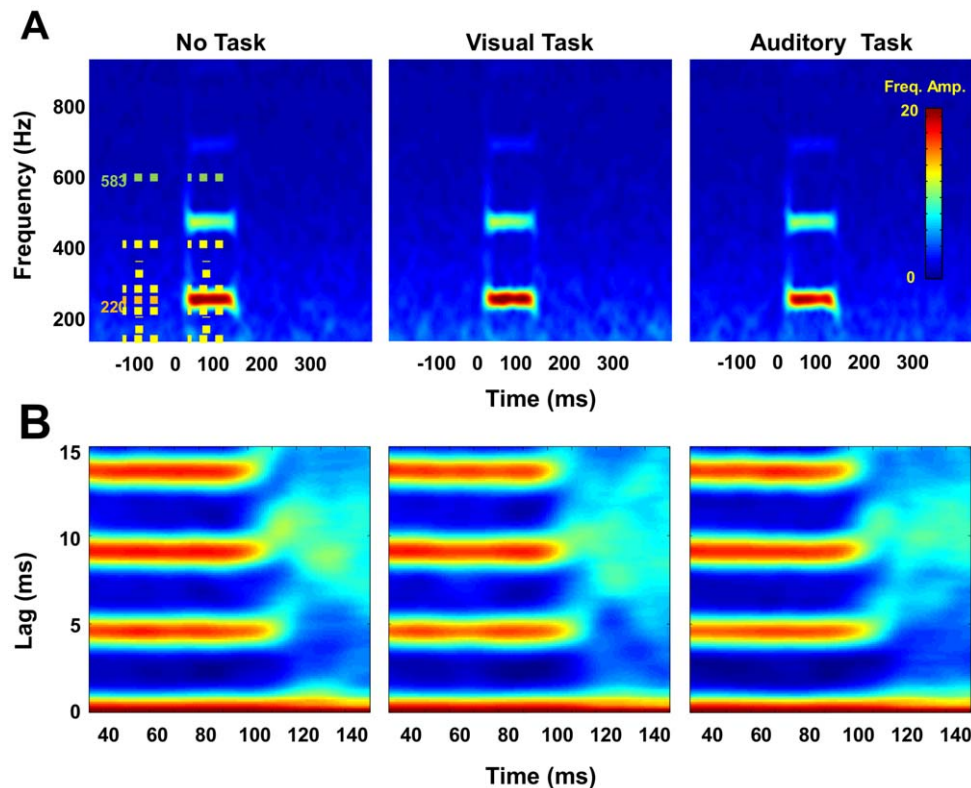 A
No Task
Visual Task
Auditory Task
Freq. Amp.
20
0
Frequency (Hz)
800
600
400
200
583
220
-100 0 100 200 300
-100 0 100 200 300
-100 0 100 200 300
Time (ms)
B
Lag (ms)
15
10
5
0
40 60 80 100 120 140
40 60 80 100 120 140
40 60 80 100 120 140
Time (ms)